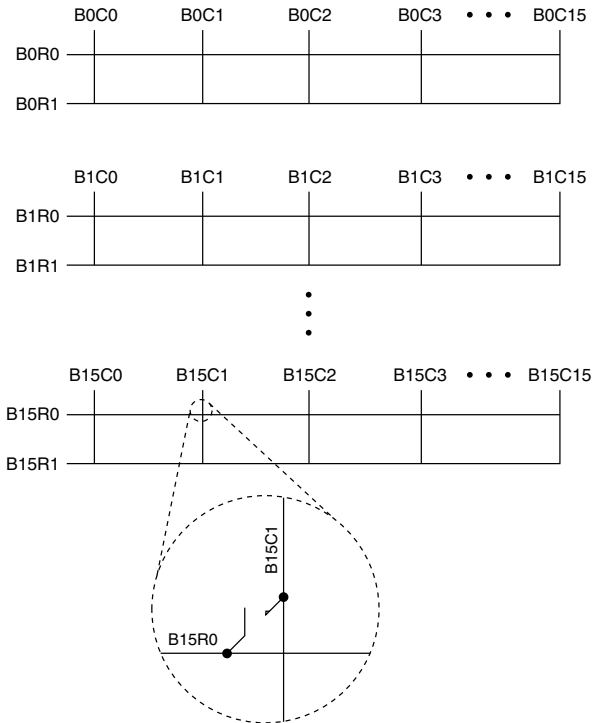 B0C0 B0C1 B0C2 B0C3 • • • B0C15
B0R0
B0R1
B1C0 B1C1 B1C2 B1C3 • • • B1C15
B1R0
B1R1
B15C0 B15C1 B15C2 B15C3 • • • B15C15
B15R0
B15R1
B15C1
B15R0